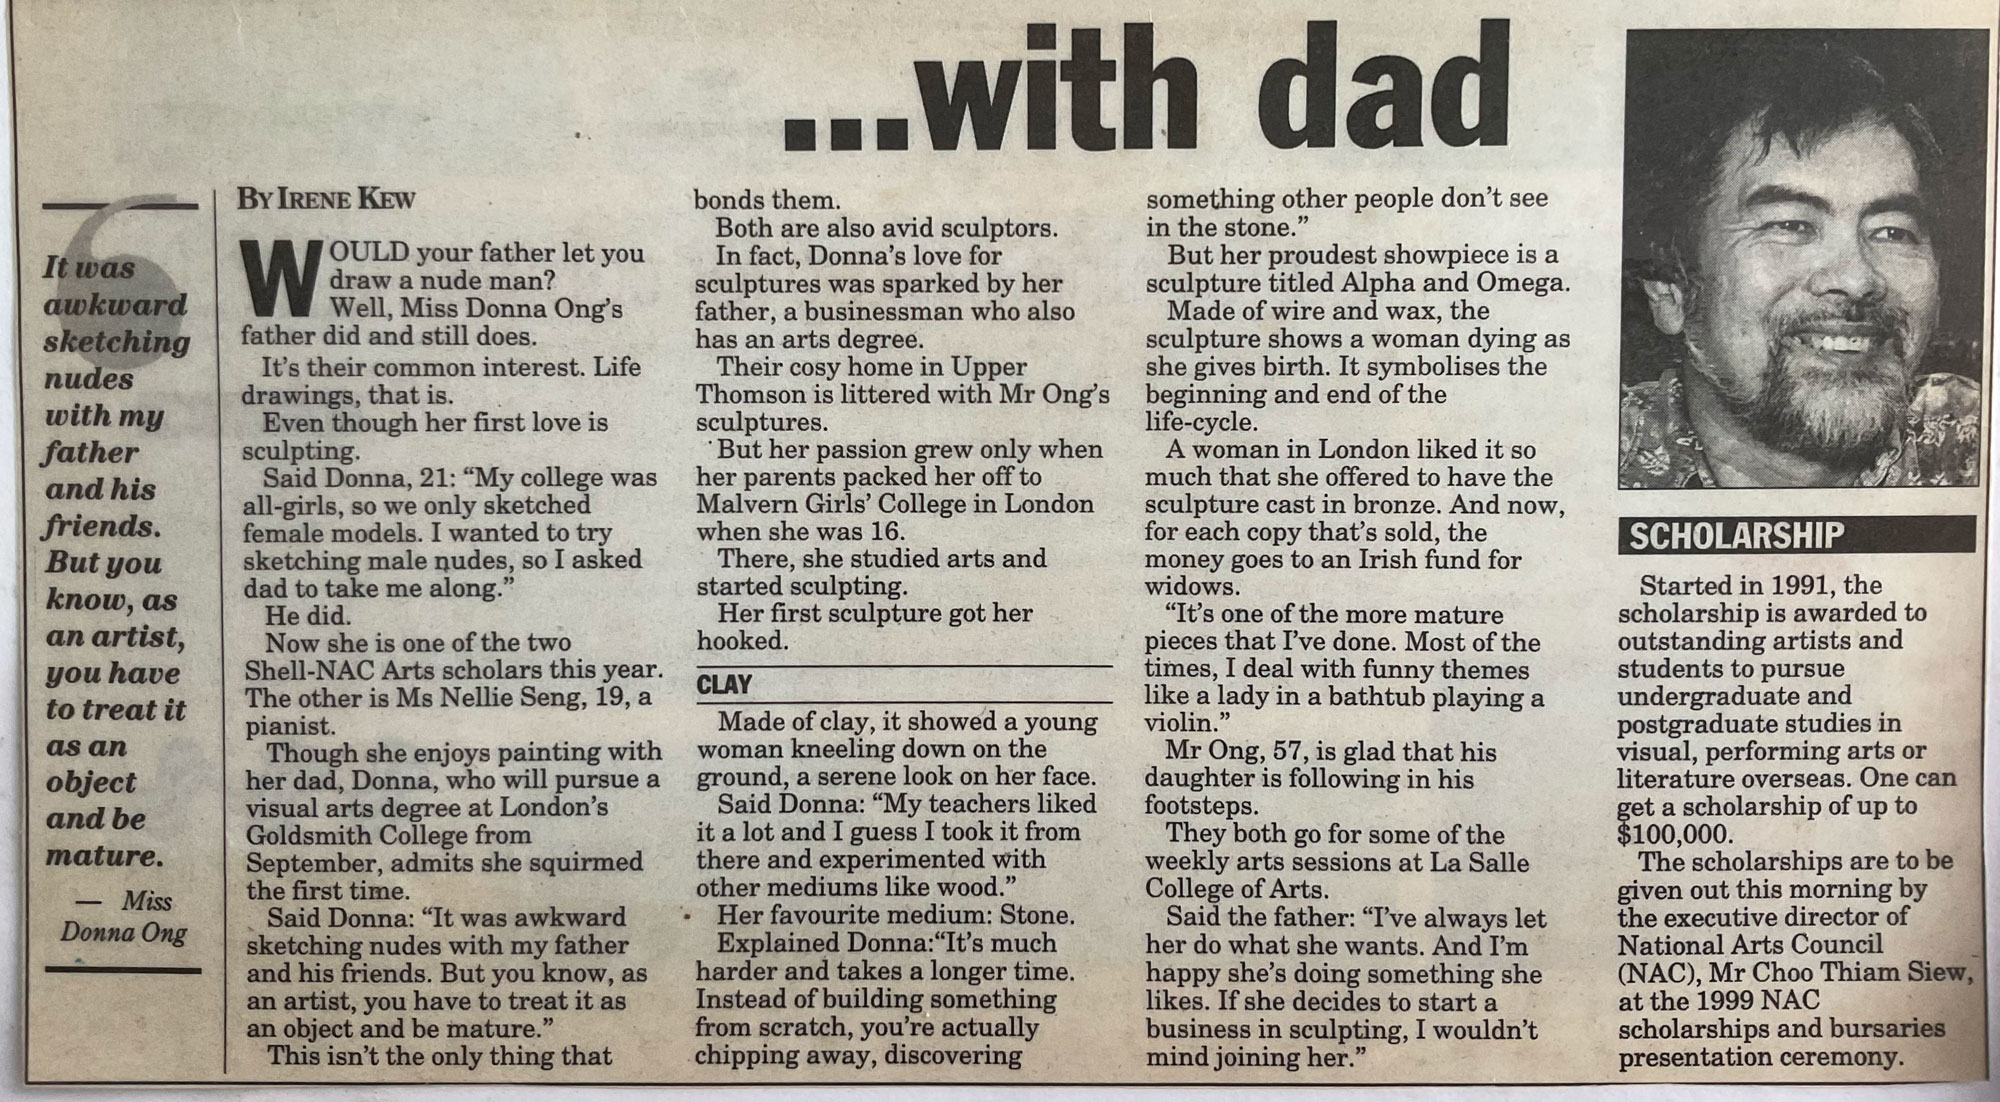 ...with dad
It was
awkward
sketching
nudes
with my
father
and his
friends.
But you
know, as
an artist,
you have
to treat it
as an
object
and be
mature.
— Miss
Donna Ong
BY IRENE KEW
WOULD your father let you
draw a nude man?
Well, Miss Donna Ong's
father did and still does.
It's their common interest. Life
drawings, that is.
Even though her first love is
sculpting.
Said Donna, 21: “My college was
all-girls, so we only sketched
female models. I wanted to try
sketching male nudes, so I asked
dad to take me along.”
He did.
Now she is one of the two
Shell-NAC Arts scholars this year.
The other is Ms Nellie Seng, 19, a
pianist.
Though she enjoys painting with
her dad, Donna, who will pursue a
visual arts degree at London's
Goldsmith College from
September, admits she squirmed
the first time.
Said Donna: “It was awkward
sketching nudes with my father
and his friends. But you know, as
an artist, you have to treat it as
an object and be mature.”
This isn't the only thing that
bonds them.
Both are also avid sculptors.
In fact, Donna's love for
sculptures was sparked by her
father, a businessman who also
has an arts degree.
Their cosy home in Upper
Thomson is littered with Mr Ong's
sculptures.
But her passion grew only when
her parents packed her off to
Malvern Girls' College in London
when she was 16.
There, she studied arts and
started sculpting.
Her first sculpture got her
hooked.
CLAY
Made of clay, it showed a young
woman kneeling down on the
ground, a serene look on her face.
Said Donna: “My teachers liked
it a lot and I guess I took it from
there and experimented with
other mediums like wood.”
Her favourite medium: Stone.
Explained Donna:“It's much
harder and takes a longer time.
Instead of building something
from scratch, you're actually
chipping away, discovering
something other people don't see
in the stone.”
But her proudest showpiece is a
sculpture titled Alpha and Omega.
Made of wire and wax, the
sculpture shows a woman dying as
she gives birth. It symbolises the
beginning and end of the
life-cycle.
A woman in London liked it so
much that she offered to have the
sculpture cast in bronze. And now,
for each copy that's sold, the
money goes to an Irish fund for
widows.
“It's one of the more mature
pieces that I've done. Most of the
times, I deal with funny themes
like a lady in a bathtub playing a
violin.”
Mr Ong, 57, is glad that his
daughter is following in his
footsteps.
They both go for some of the
weekly arts sessions at La Salle
College of Arts.
Said the father: “I've always let
her do what she wants. And I'm
happy she's doing something she
likes. If she decides to start a
business in sculpting, I wouldn't
mind joining her.”
SCHOLARSHIP
Started in 1991, the
scholarship is awarded to
outstanding artists and
students to pursue
undergraduate and
postgraduate studies in
visual, performing arts or
literature overseas. One can
get a scholarship of up to
$100,000.
The scholarships are to be
given out this morning by
the executive director of
National Arts Council
(NAC), Mr Choo Thiam Siew,
at the 1999 NAC
scholarships and bursaries
presentation ceremony.